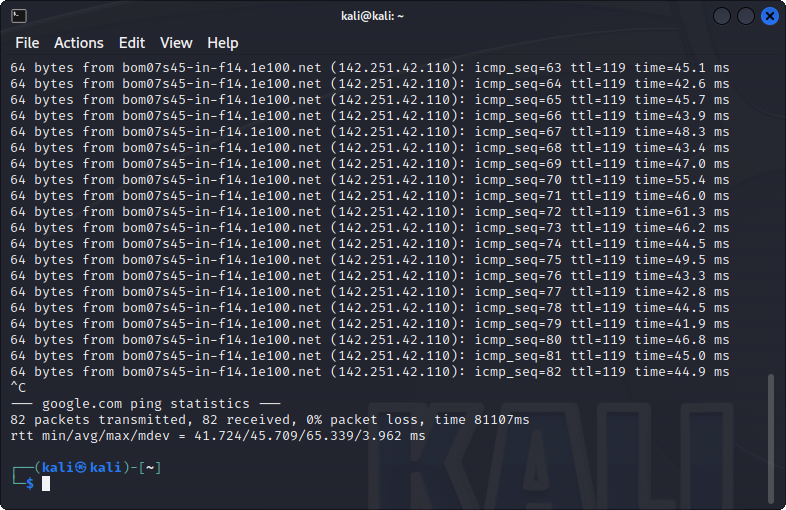 kali@kali: ~
File Actions Edit View Help
64 bytes from bom07s45-in-f14.1e100.net (142.251.42.110): icmp_seq=63 ttl=119 time=45.1 ms
64 bytes from bom07s45-in-f14.1e100.net (142.251.42.110): icmp_seq=64 ttl=119 time=42.6 ms
64 bytes from bom07s45-in-f14.1e100.net (142.251.42.110): icmp_seq=65 ttl=119 time=45.7 ms
64 bytes from bom07s45-in-f14.1e100.net (142.251.42.110): icmp_seq=66 ttl=119 time=43.9 ms
64 bytes from bom07s45-in-f14.1e100.net (142.251.42.110): icmp_seq=67 ttl=119 time=48.3 ms
64 bytes from bom07s45-in-f14.1e100.net (142.251.42.110): icmp_seq=68 ttl=119 time=43.4 ms
64 bytes from bom07s45-in-f14.1e100.net (142.251.42.110): icmp_seq=69 ttl=119 time=47.0 ms
64 bytes from bom07s45-in-f14.1e100.net (142.251.42.110): icmp_seq=70 ttl=119 time=55.4 ms
64 bytes from bom07s45-in-f14.1e100.net (142.251.42.110): icmp_seq=71 ttl=119 time=46.0 ms
64 bytes from bom07s45-in-f14.1e100.net (142.251.42.110): icmp_seq=72 ttl=119 time=61.3 ms
64 bytes from bom07s45-in-f14.1e100.net (142.251.42.110): icmp_seq=73 ttl=119 time=46.2 ms
64 bytes from bom07s45-in-f14.1e100.net (142.251.42.110): icmp_seq=74 ttl=119 time=44.5 ms
64 bytes from bom07s45-in-f14.1e100.net (142.251.42.110): icmp_seq=75 ttl=119 time=49.5 ms
64 bytes from bom07s45-in-f14.1e100.net (142.251.42.110): icmp_seq=76 ttl=119 time=43.3 ms
64 bytes from bom07s45-in-f14.1e100.net (142.251.42.110): icmp_seq=77 ttl=119 time=42.8 ms
64 bytes from bom07s45-in-f14.1e100.net (142.251.42.110): icmp_seq=78 ttl=119 time=44.5 ms
64 bytes from bom07s45-in-f14.1e100.net (142.251.42.110): icmp_seq=79 ttl=119 time=41.9 ms
64 bytes from bom07s45-in-f14.1e100.net (142.251.42.110): icmp_seq=80 ttl=119 time=46.8 ms
64 bytes from bom07s45-in-f14.1e100.net (142.251.42.110): icmp_seq=81 ttl=119 time=45.0 ms
64 bytes from bom07s45-in-f14.1e100.net (142.251.42.110): icmp_seq=82 ttl=119 time=44.9 ms
^C
--- google.com ping statistics ---
82 packets transmitted, 82 received, 0% packet loss, time 81107ms
rtt min/avg/max/mdev = 41.724/45.709/65.339/3.962 ms
┌──(kali㉿kali)-[~]
└─$
KALI